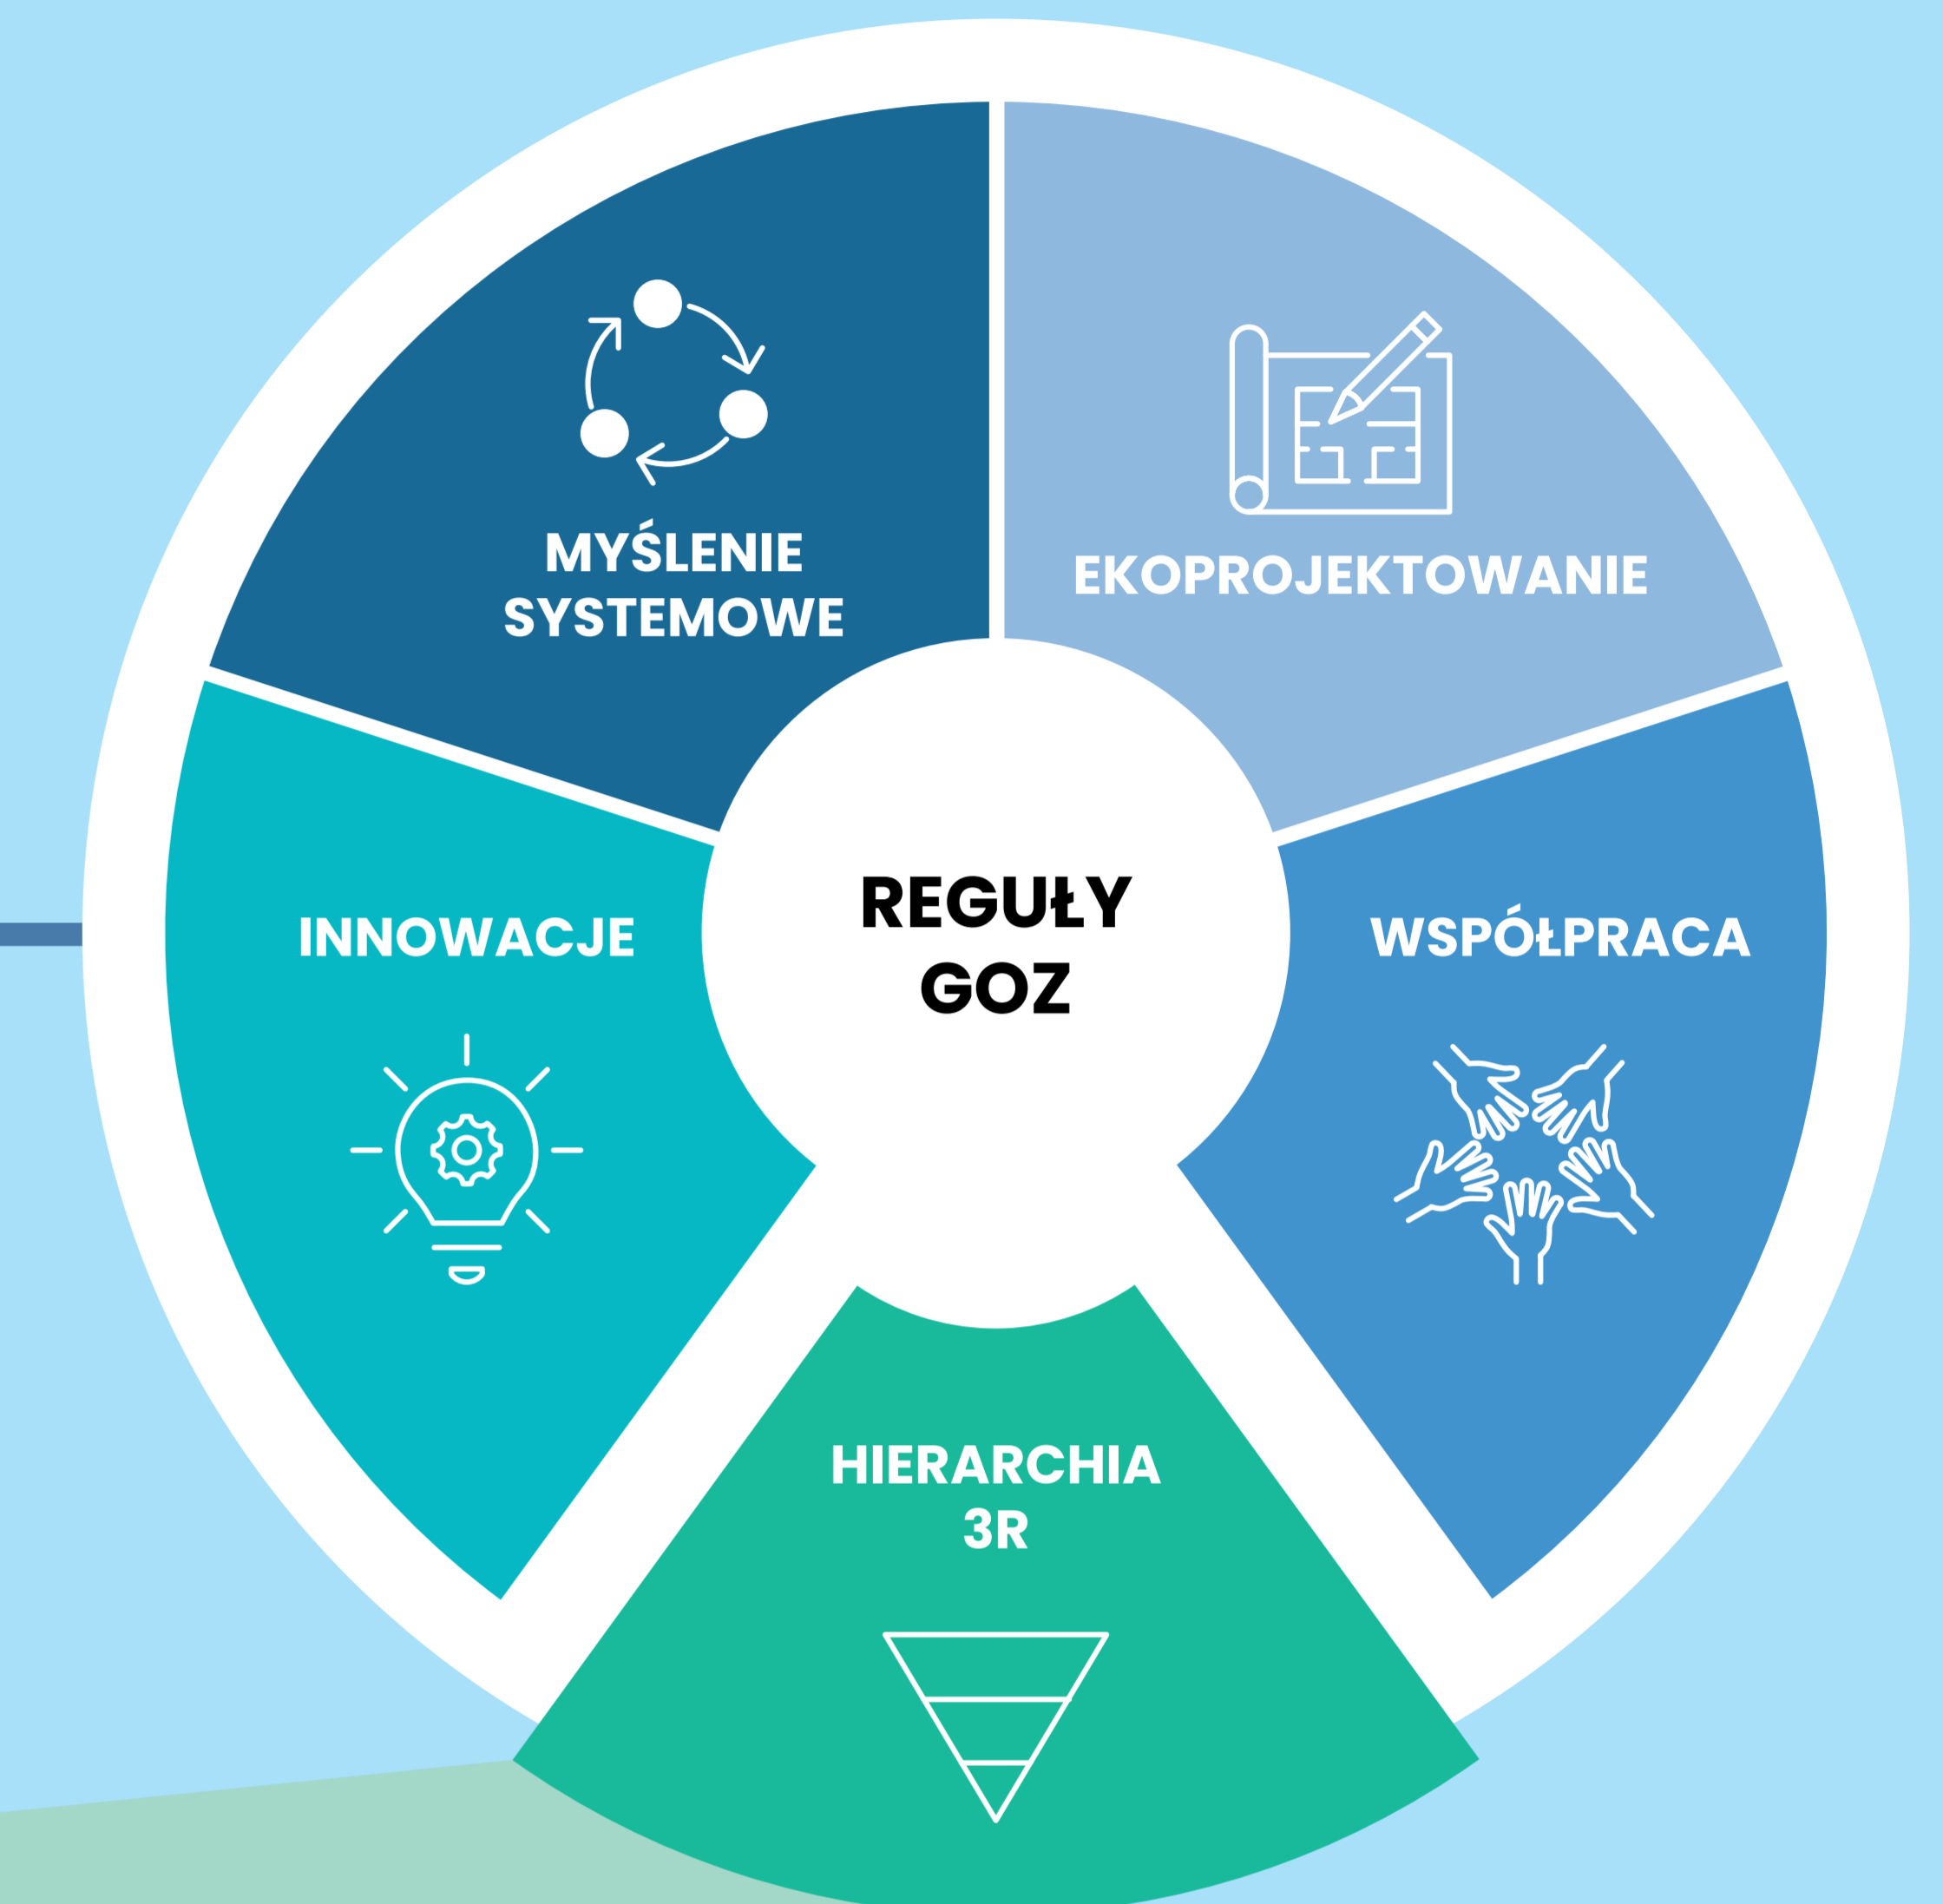 MYŚLENIE
SYSTEMOWE
EKOPROJEKTOWANIE
INNOWACJE
REGUŁY
GOZ
WSPÓŁPRACA
HIERARCHIA
3R